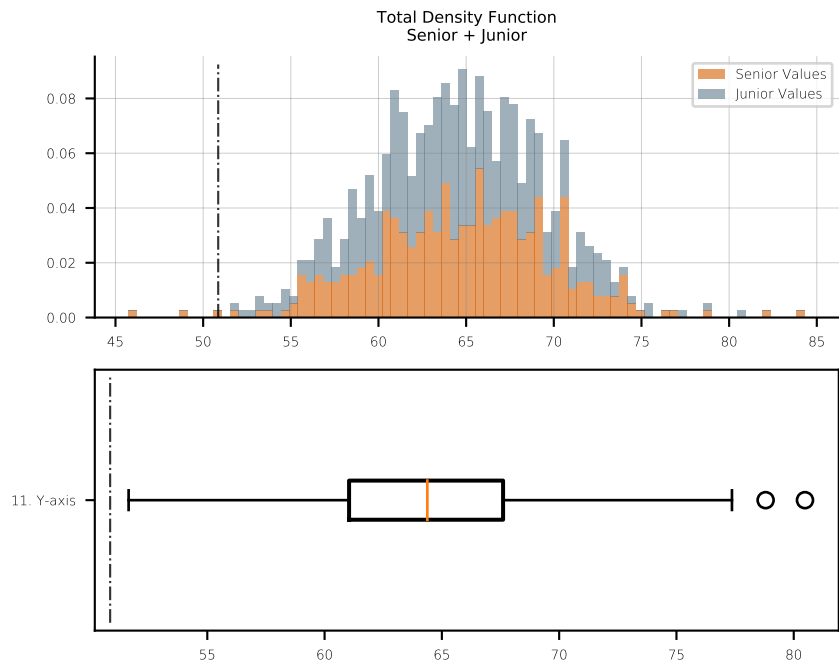 Total Density Function
Senior + Junior
Senior Values
Junior Values
0.08
0.06
0.04
0.02
0.00
45 50 55 60 65 70 75 80 85
11. Y-axis
55 60 65 70 75 80